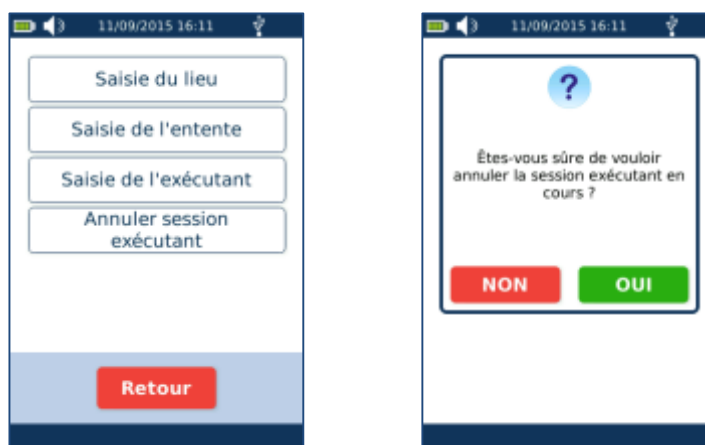 11/09/2015 16:11
Saisie du lieu
Saisie de l'entente
Saisie de l'exécutant
Annuler session
exécutant
Retour
11/09/2015 16:11
?
Êtes-vous sûre de vouloir
annuler la session exécutant en
cours ?
NON
OUI